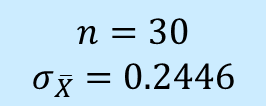 n = 30
σ_X̄ = 0.2446